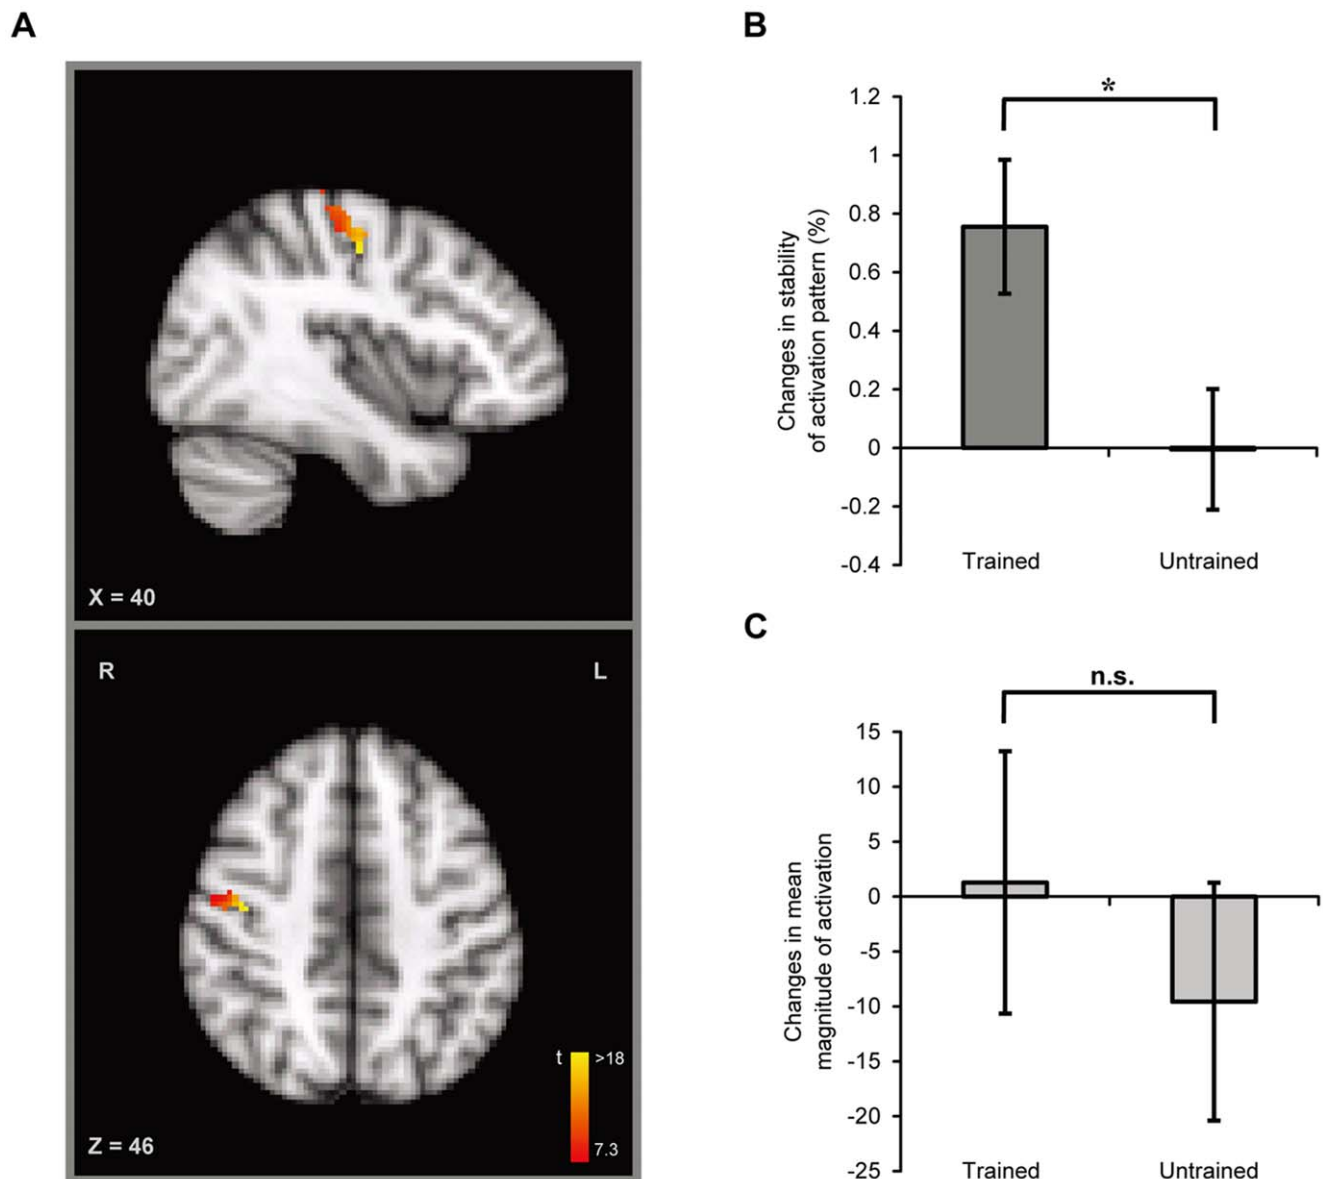 A
X = 40
R
L
t
>18
7.3
Z = 46
B
*
1.2
1
0.8
0.6
0.4
0.2
0
-0.2
-0.4
Changes in stability
of activation pattern (%)
Trained
Untrained
C
n.s.
15
10
5
0
-5
-10
-15
-20
-25
Changes in mean
magnitude of activation
Trained
Untrained